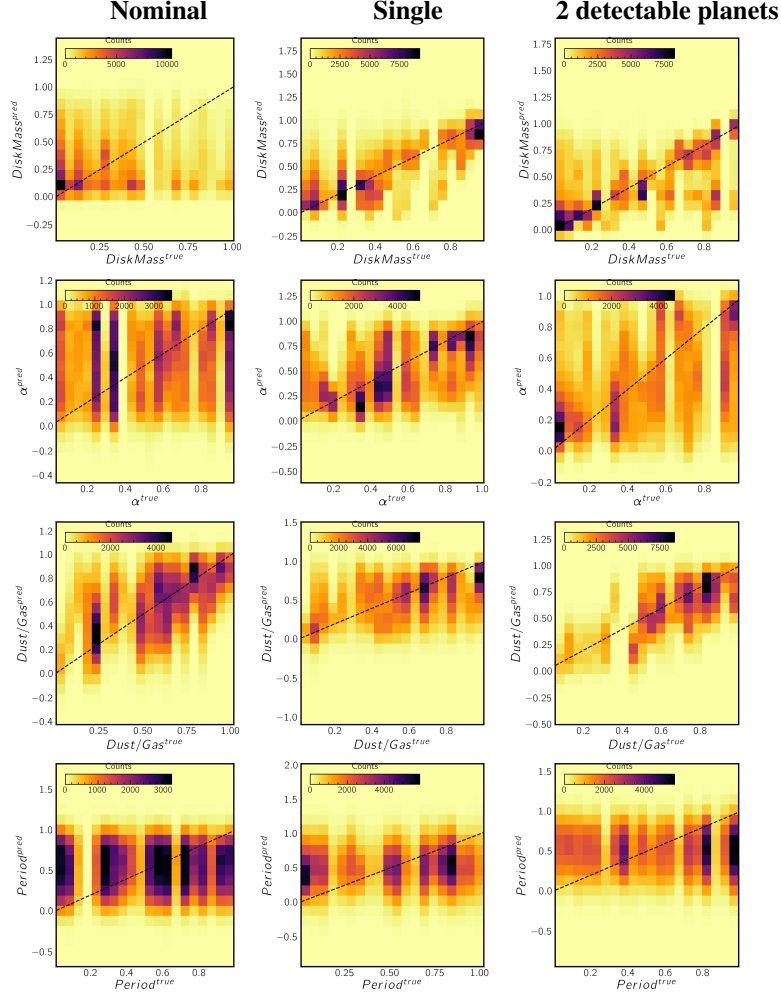 Nominal Single 2 detectable planets
Counts Counts Counts
0 5000 10000 2500 5000 7500 2500 5000 7500
1.25 1.00 0.75 0.50 0.25 0.00 −0.25
DiskMass^pred
0.25 0.50 0.75 1.00
DiskMass^true
1.25 1.00 0.75 0.50 0.25 0.00 −0.25
DiskMass^pred
0.2 0.4 0.6 0.8
DiskMass^true
1.75 1.50 1.25 1.00 0.75 0.50 0.25 0.00
DiskMass^pred
0.2 0.4 0.6 0.8
DiskMass^true
Counts Counts Counts
0 1000 2000 3000 0 2000 4000 0 2000 4000
1.2 1.0 0.8 0.6 0.4 0.2 0.0 −0.2 −0.4
α^pred
0.2 0.4 0.6 0.8
α^true
1.25 1.00 0.75 0.50 0.25 0.00 −0.25 −0.50
α^pred
0.2 0.4 0.6 0.8 1.0
α^true
1.0 0.8 0.6 0.4 0.2 0.0 −0.2
α^pred
0.2 0.4 0.6 0.8
α^true
Counts Counts Counts
0 2000 4000 0 2000 4000 6000 2500 5000 7500
1.2 1.0 0.8 0.6 0.4 0.2 0.0 −0.2 −0.4
Dust/Gas^pred
0.25 0.50 0.75 1.00
Dust/Gas^true
1.5 1.0 0.5 0.0 −0.5 −1.0
Dust/Gas^pred
0.2 0.4 0.6 0.8
Dust/Gas^true
1.25 1.00 0.75 0.50 0.25 0.00 −0.25 −0.50
Dust/Gas^pred
0.2 0.4 0.6 0.8
Dust/Gas^true
Counts Counts Counts
0 1000 2000 3000 0 2000 4000 0 2000 4000
1.5 1.0 0.5 0.0 −0.5
Period^pred
0.2 0.4 0.6 0.8
Period^true
2.0 1.5 1.0 0.5 0.0 −0.5
Period^pred
0.25 0.50 0.75 1.00
Period^true
1.5 1.0 0.5 0.0 −0.5
Period^pred
0.2 0.4 0.6 0.8
Period^true